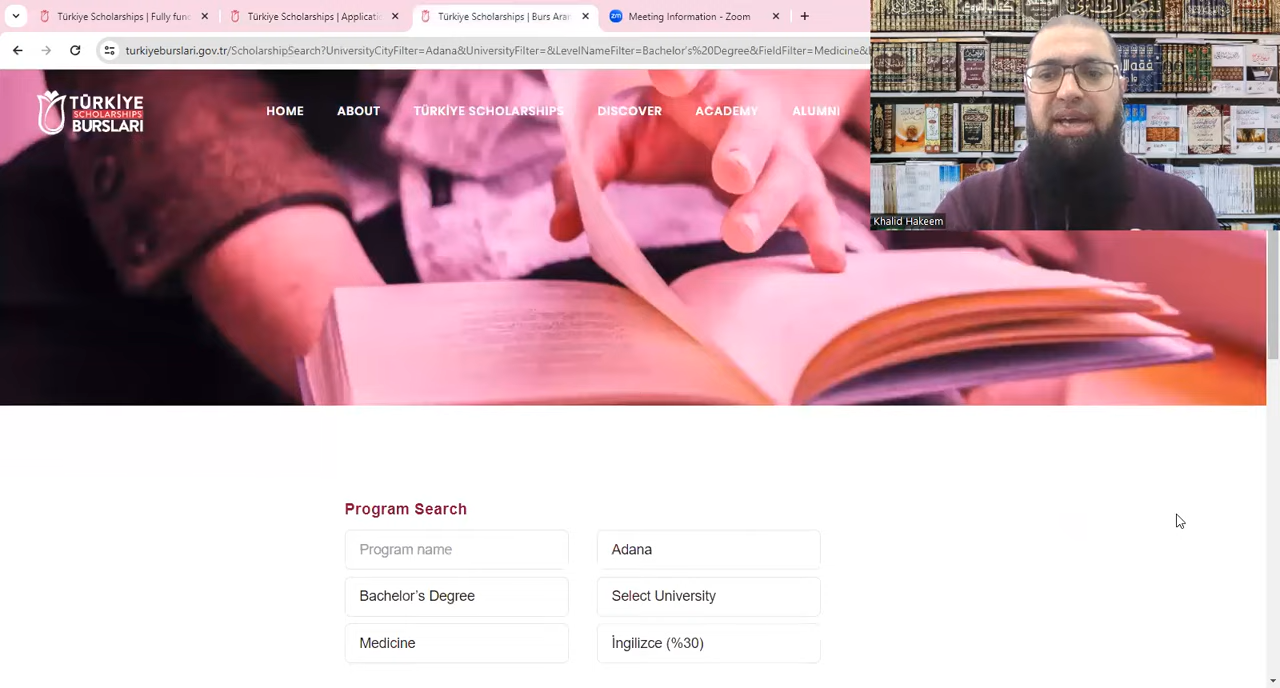 Türkiye Scholarships | Fully fun
Türkiye Scholarships | Applicati
Türkiye Scholarships | Burs Arar
Meeting Information - Zoom
turkiyeburslari.gov.tr/ScholarshipSearch?UniversityCityFilter=Adana&UniversityFilter=&LevelNameFilter=Bachelor's%20Degree&FieldFilter=Medicine&
TÜRKİYE
SCHOLARSHIPS
BURSLARI
HOME ABOUT TÜRKİYE SCHOLARSHIPS DISCOVER ACADEMY ALUMNI
Khalid Hakeem
Program Search
Program name
Adana
Bachelor's Degree
Select University
Medicine
İngilizce (%30)